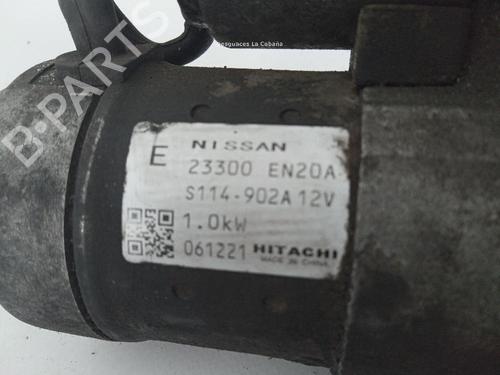 Desguaces La Cabaña
B-PARTS
E
NISSAN
23300 EN20A
S114-902A 12V
1.0kW
061221 HITACHI
MADE IN CHINA